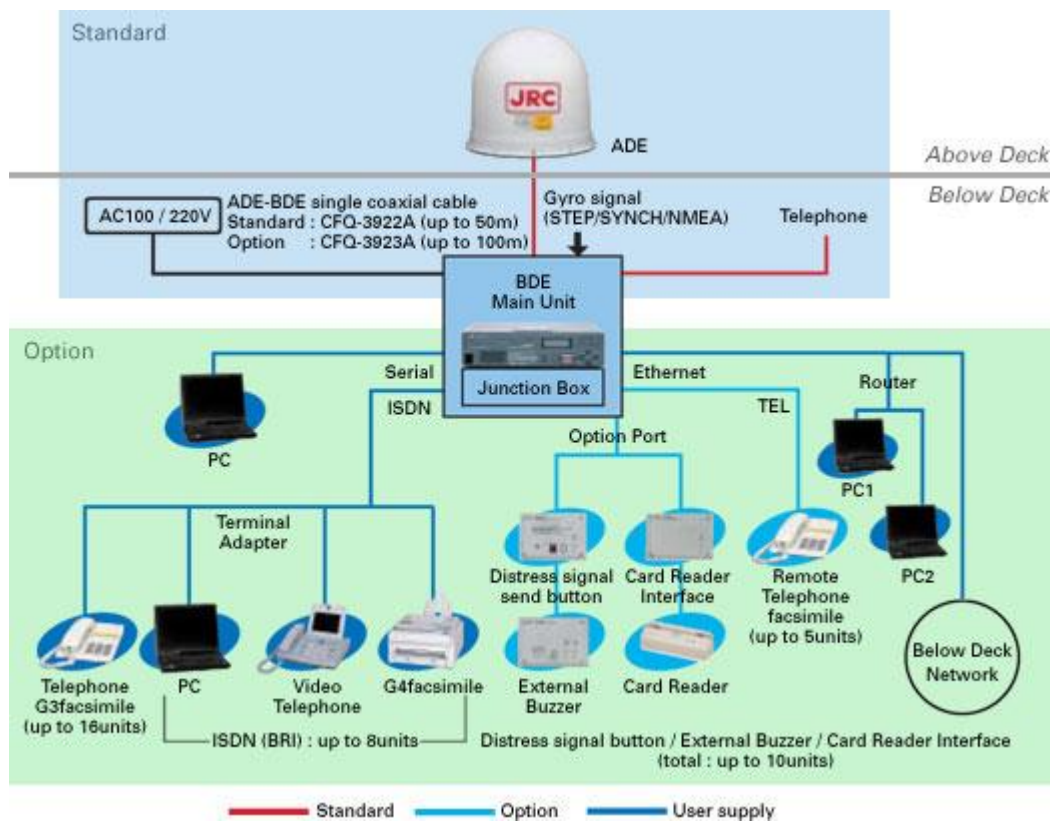 Standard
JRC
ADE
Above Deck
Below Deck
AC100 / 220V
ADE-BDE single coaxial cable
Standard : CFQ-3922A (up to 50m)
Option : CFQ-3923A (up to 100m)
Gyro signal
(STEP/SYNCH/NMEA)
Telephone
BDE
Main Unit
Junction Box
Option
Serial
ISDN
Ethernet
TEL
Router
Option Port
PC
PC1
PC2
Terminal
Adapter
Distress signal
send button
Card Reader
Interface
Remote
Telephone
facsimile
(up to 5units)
Below Deck
Network
Telephone
G3facsimile
(up to 16units)
PC
Video
Telephone
G4facsimile
External
Buzzer
Card Reader
ISDN (BRI) : up to 8units
Distress signal button / External Buzzer / Card Reader Interface
(total : up to 10units)
Standard
Option
User supply